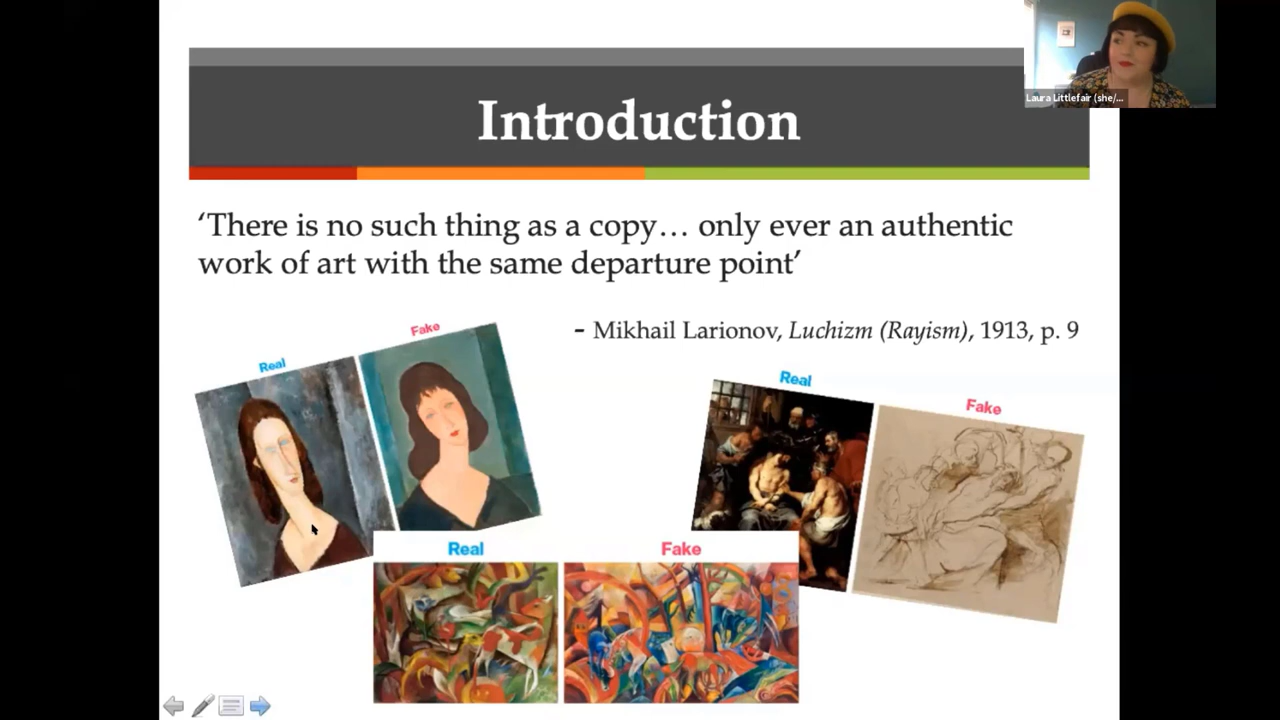 Introduction
Laura Littlefair (she/...
‘There is no such thing as a copy… only ever an authentic
work of art with the same departure point’
- Mikhail Larionov, Luchizm (Rayism), 1913, p. 9
Real
Fake
Real
Fake
Real
Fake